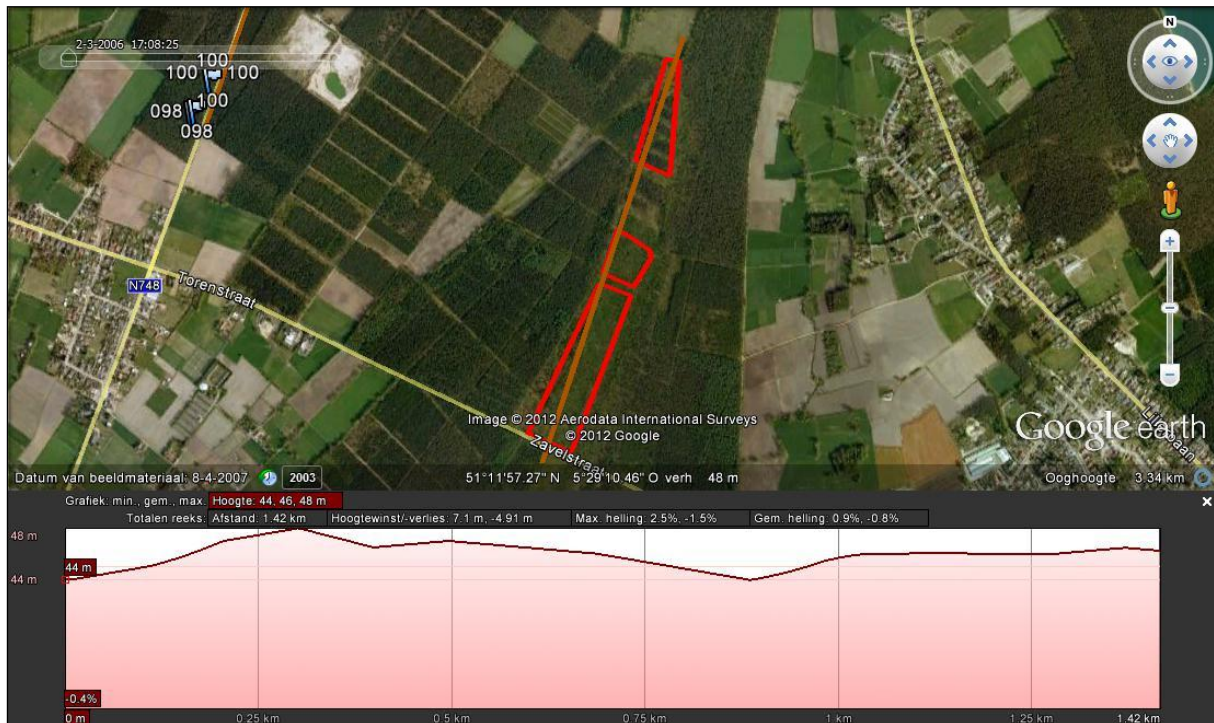 N
2-3-2006 17:08:25
100
100 100
098 100
098
N748
Torenstraat
Image © 2012 Aerodata International Surveys
© 2012 Google
Zavelstraat
Google earth
Datum van beeldmateriaal: 8-4-2007 2003 51°11'57.27" N 5°29'10.46" O verh 48 m Ooghoogte 3.34 km
Grafiek: min., gem., max. Hoogte: 44, 46, 48 m
Totalen reeks: Afstand: 1.42 km Hoogtewinst/-verlies: 7.1 m, -4.91 m Max. helling: 2.5%, -1.5% Gem. helling: 0.9%, -0.8%
48 m
44 m
44 m
-0.4%
0 m 0.25 km 0.5 km 0.75 km 1 km 1.25 km 1.42 km